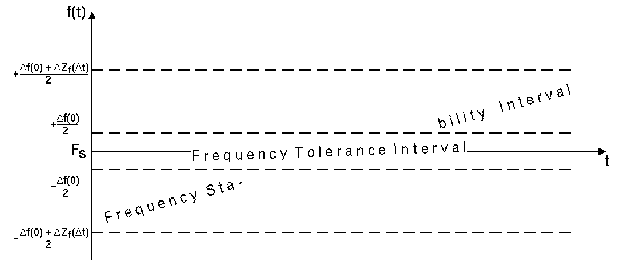 f(t)
+ Δf(0) + ΔZf(Δt)
2
bility Interval
+ Δf(0)
2
Fs
Frequency Tolerance Interval
t
- Δf(0)
2
Frequency Sta-
- Δf(0) + ΔZf(Δt)
2